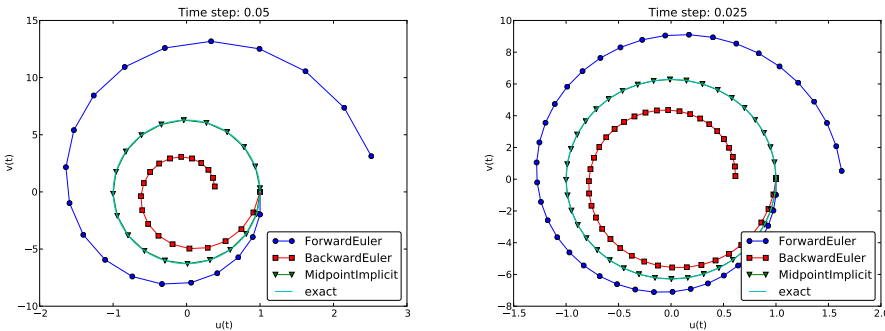 Time step: 0.05
15
10
5
0
−5
−10
v(t)
−2
−1
0
1
2
3
u(t)
ForwardEuler
BackwardEuler
MidpointImplicit
exact
Time step: 0.025
10
8
6
4
2
0
−2
−4
−6
−8
v(t)
−1.5
−1.0
−0.5
0.0
0.5
1.0
1.5
2.0
u(t)
ForwardEuler
BackwardEuler
MidpointImplicit
exact